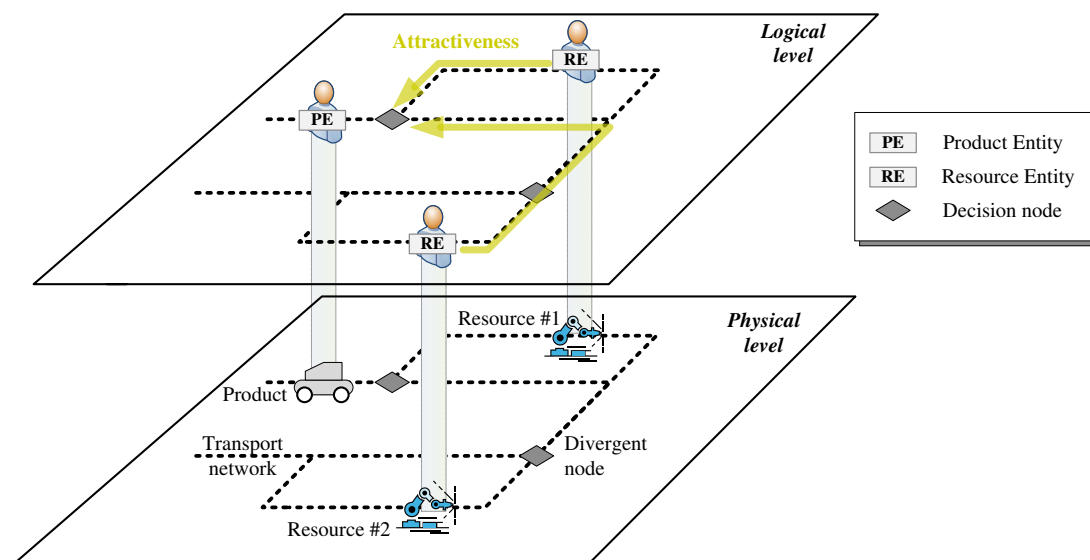 Logical
level
Attractiveness
RE
PE
RE
PE Product Entity
RE Resource Entity
Decision node
Physical
level
Resource #1
Product
Transport
network
Divergent
node
Resource #2